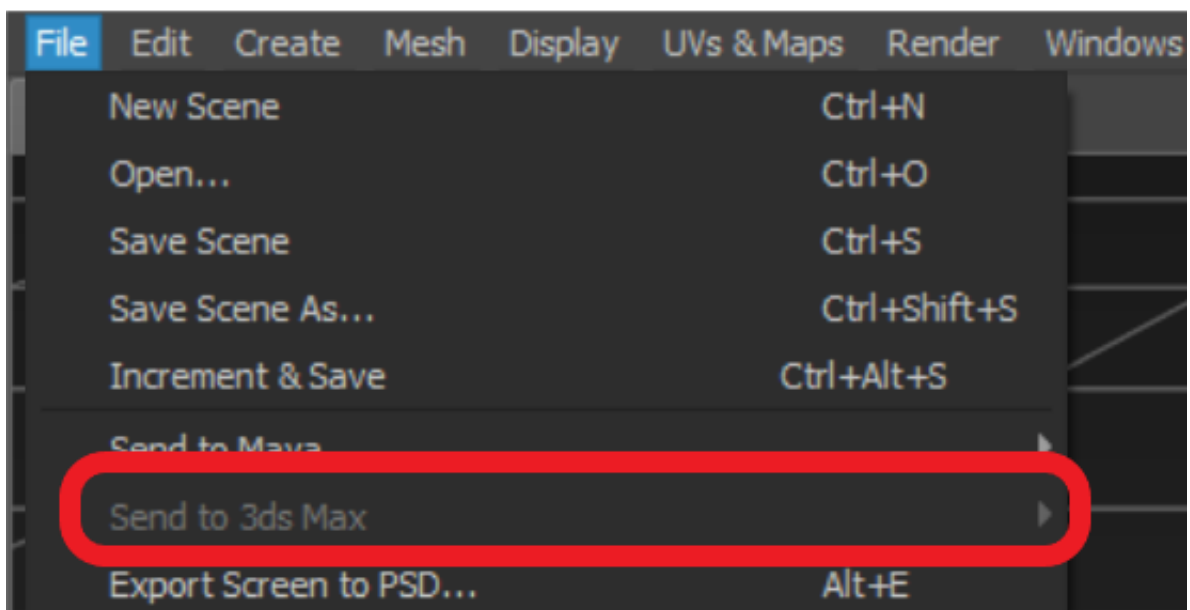 File Edit Create Mesh Display UVs & Maps Render Windows
New Scene Ctrl+N
Open... Ctrl+O
Save Scene Ctrl+S
Save Scene As... Ctrl+Shift+S
Increment & Save Ctrl+Alt+S
Send to Maya
Send to 3ds Max
Export Screen to PSD... Alt+E